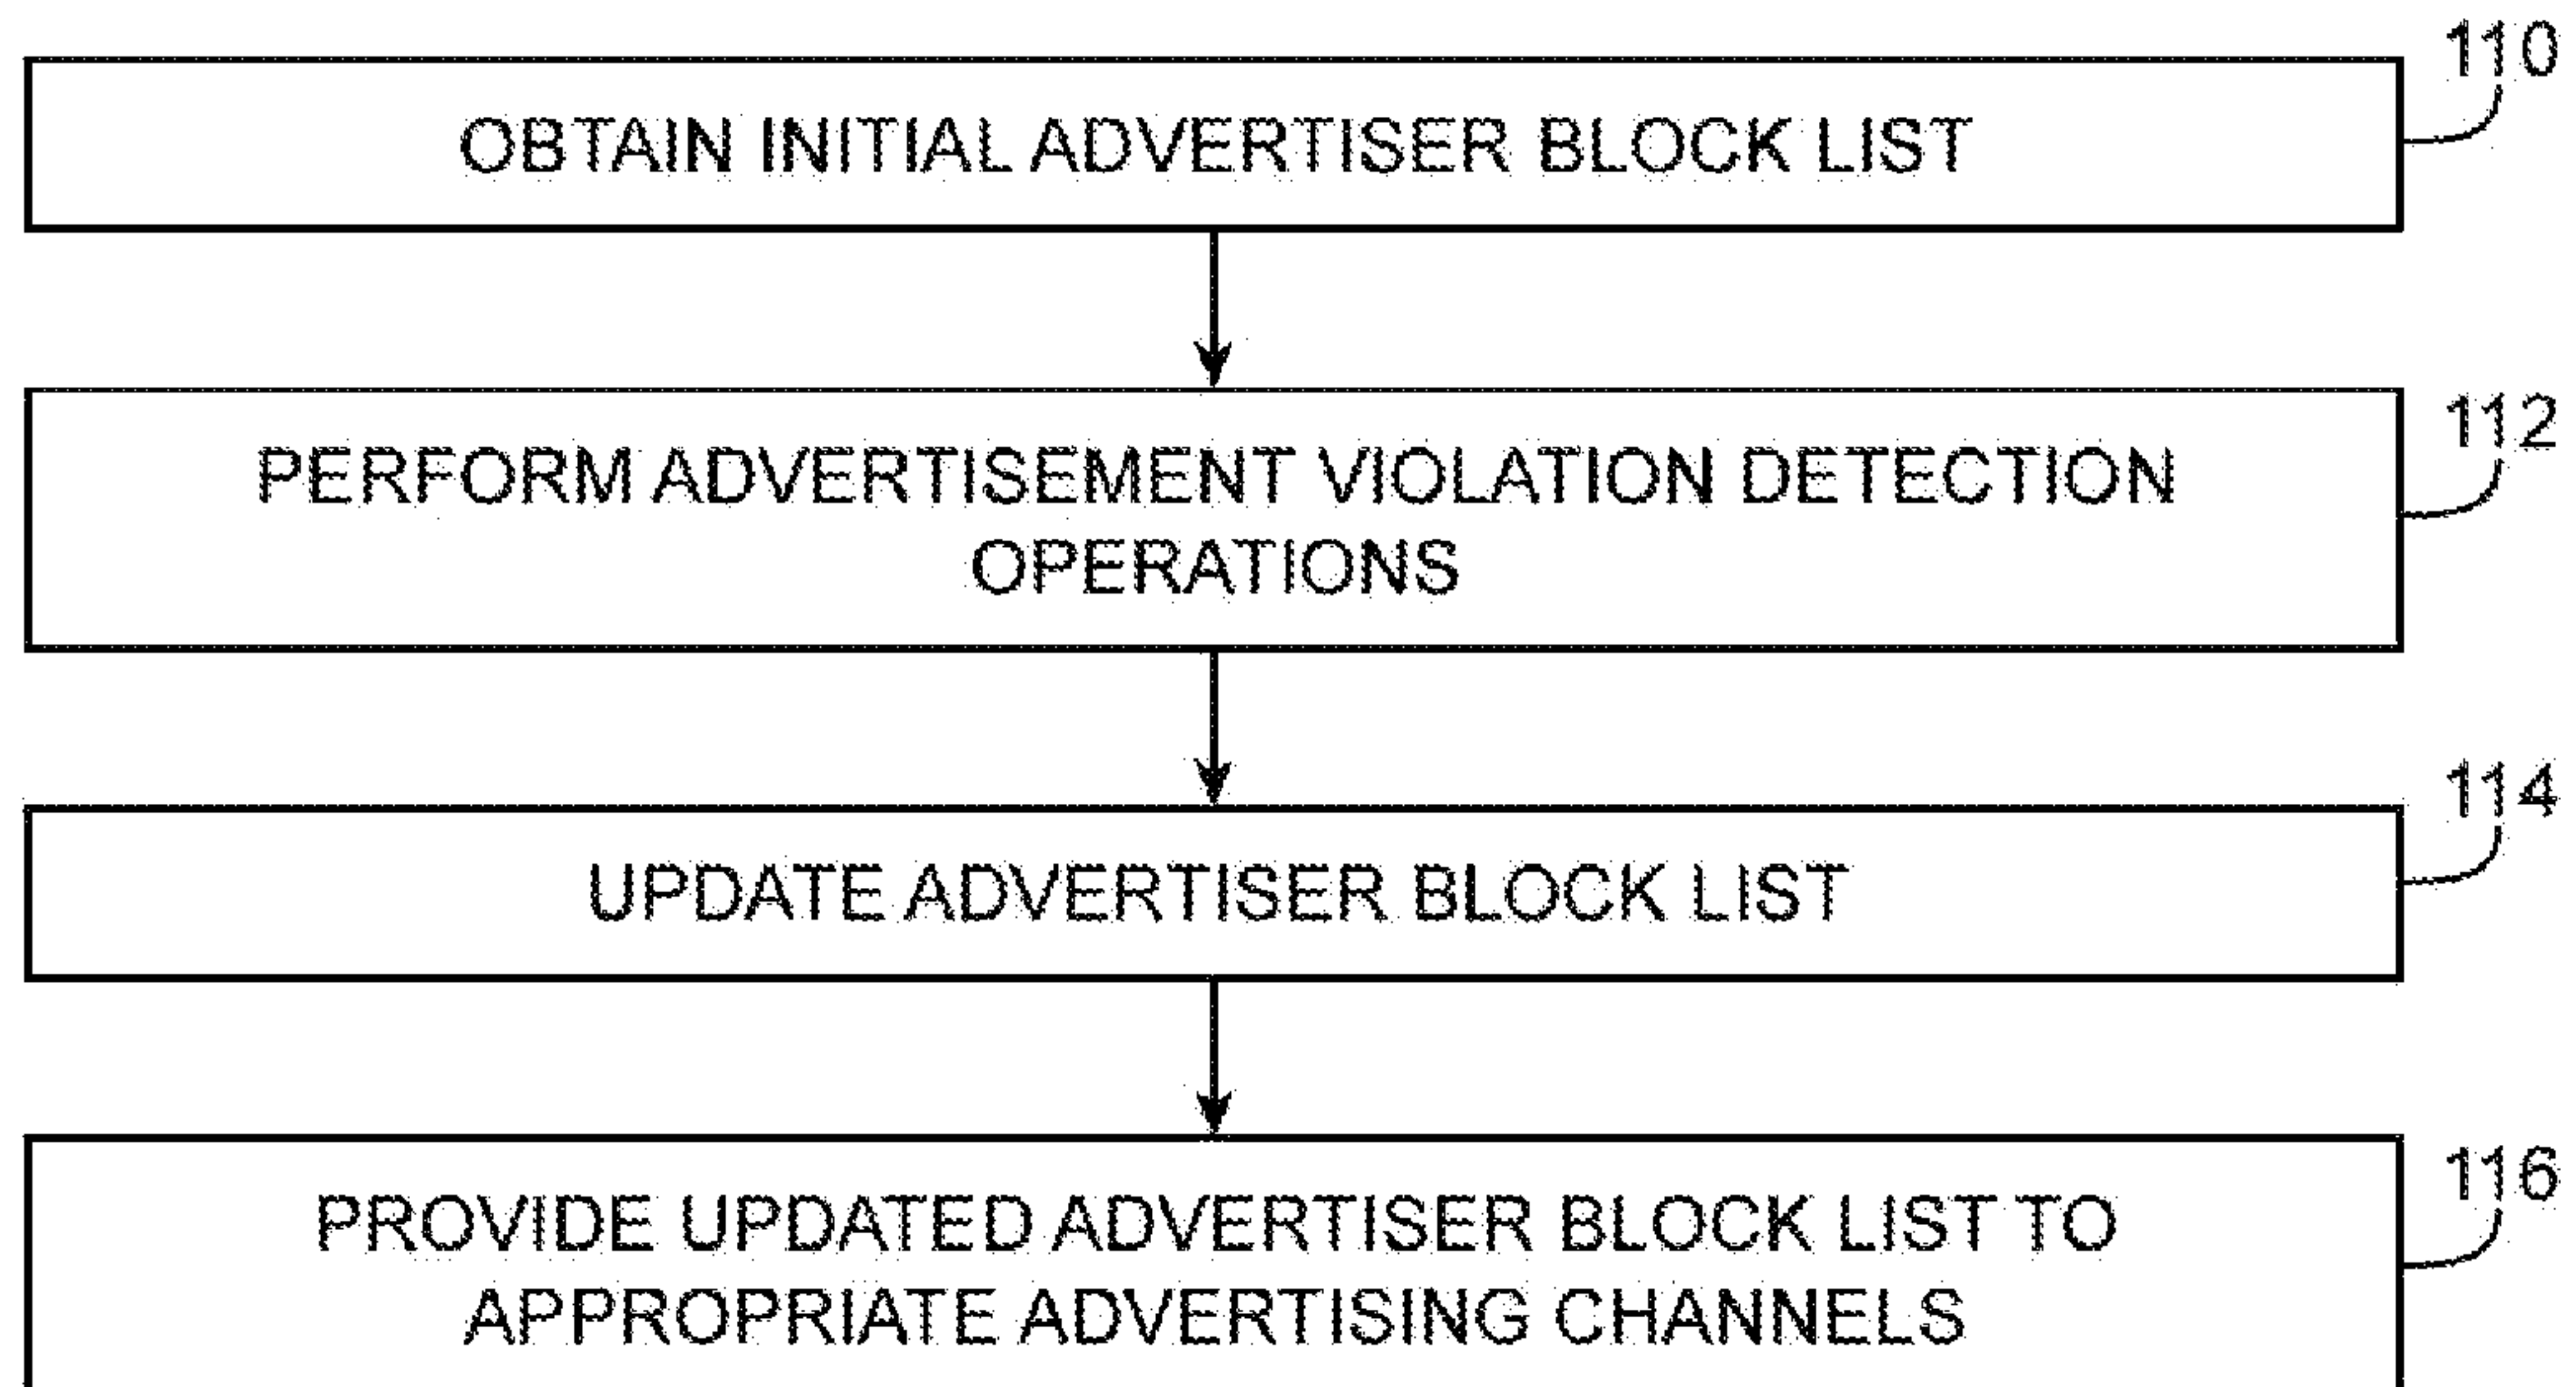 110
OBTAIN INITIAL ADVERTISER BLOCK LIST
112
PERFORM ADVERTISEMENT VIOLATION DETECTION
OPERATIONS
114
UPDATE ADVERTISER BLOCK LIST
116
PROVIDE UPDATED ADVERTISER BLOCK LIST TO
APPROPRIATE ADVERTISING CHANNELS